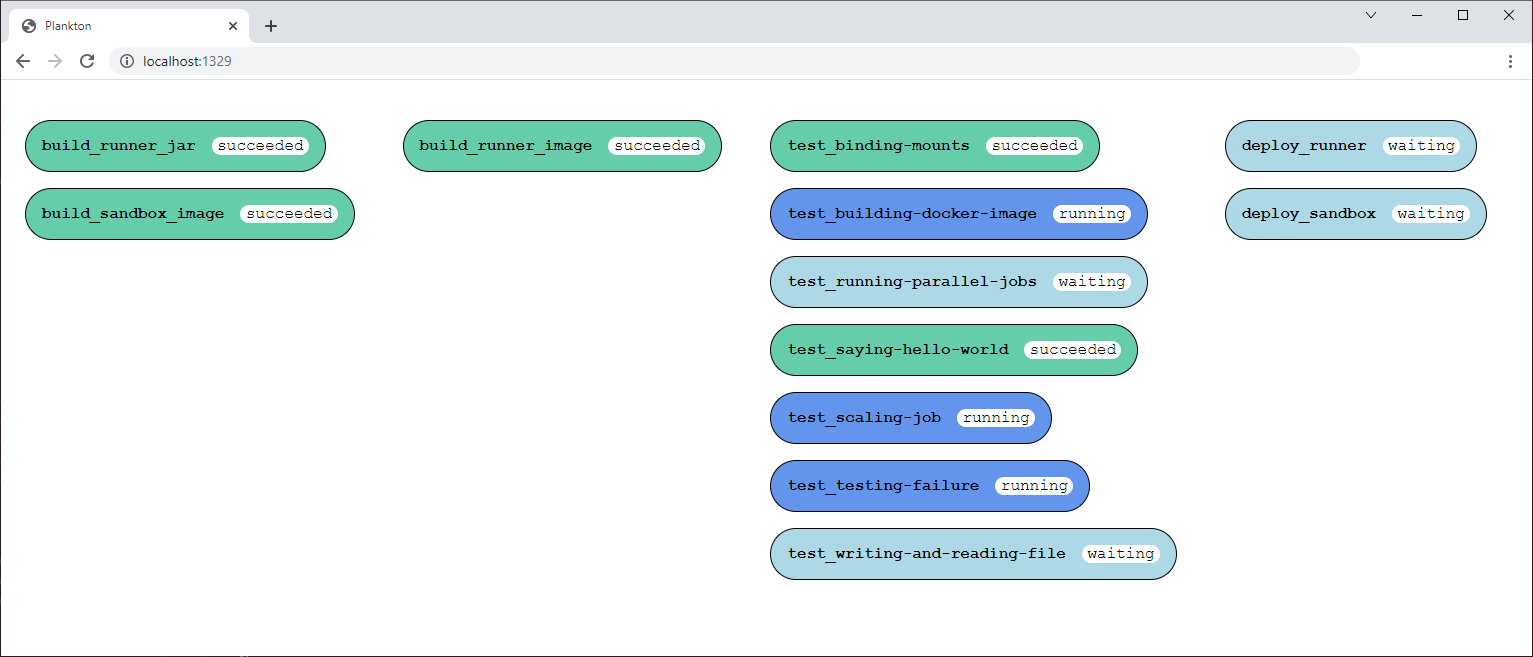 Plankton
localhost:1329
build_runner_jar succeeded
build_sandbox_image succeeded
build_runner_image succeeded
test_binding-mounts succeeded
test_building-docker-image running
test_running-parallel-jobs waiting
test_saying-hello-world succeeded
test_scaling-job running
test_testing-failure running
test_writing-and-reading-file waiting
deploy_runner waiting
deploy_sandbox waiting